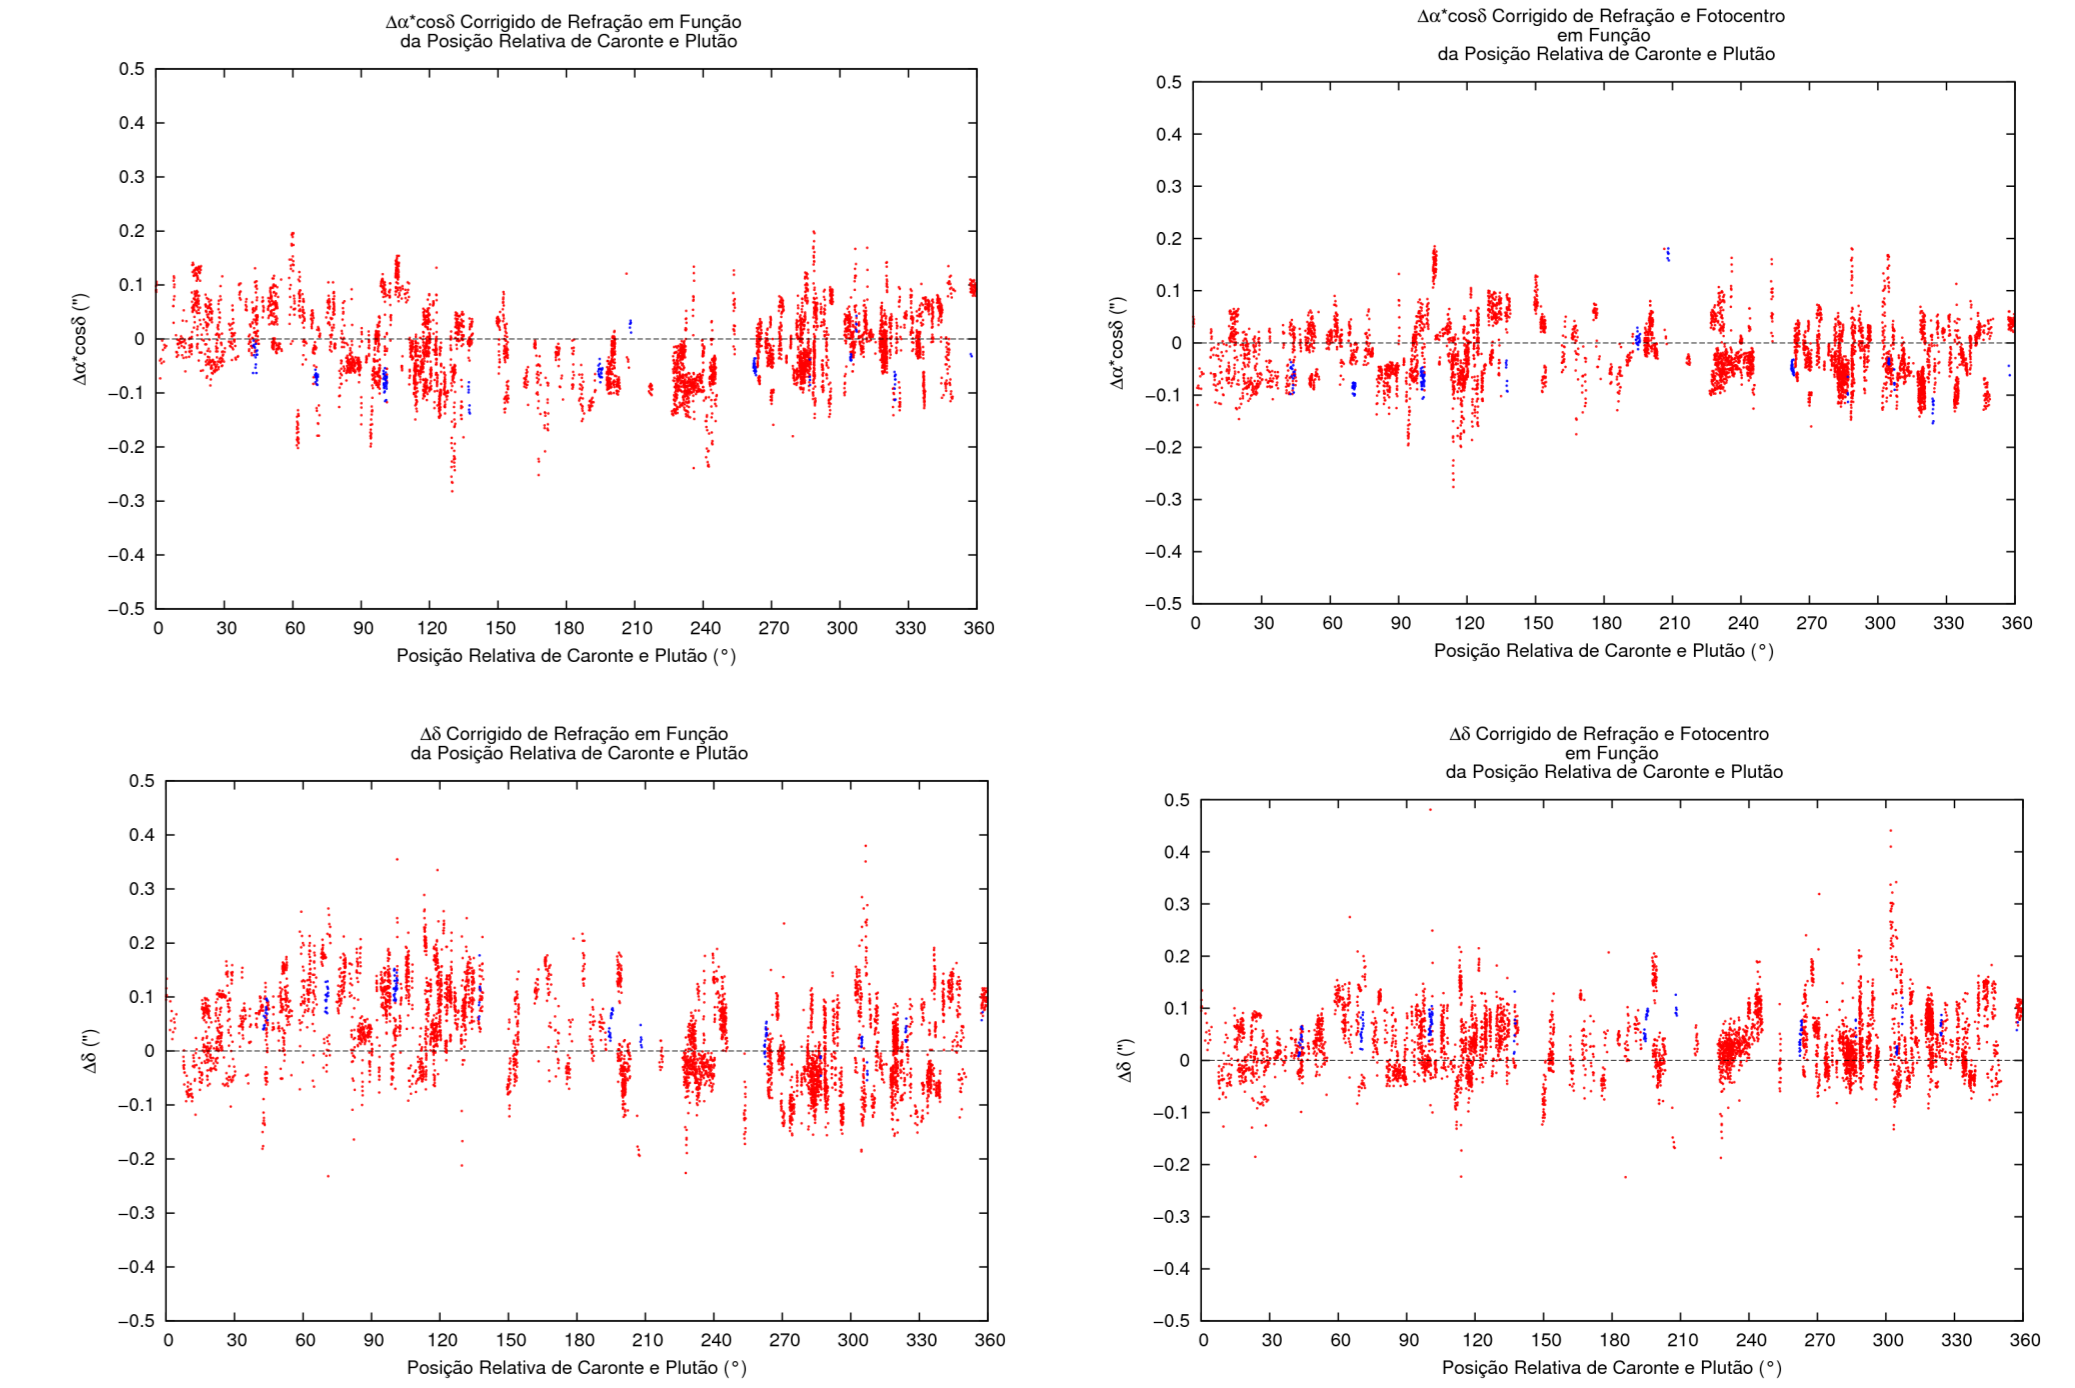 Δα*cosδ Corrigido de Refração em Função
da Posição Relativa de Caronte e Plutão
Δα*cosδ (")
0.5
0.4
0.3
0.2
0.1
0
−0.1
−0.2
−0.3
−0.4
−0.5
0 30 60 90 120 150 180 210 240 270 300 330 360
Posição Relativa de Caronte e Plutão (°)
Δα*cosδ Corrigido de Refração e Fotocentro
em Função
da Posição Relativa de Caronte e Plutão
Δα*cosδ (")
0.5
0.4
0.3
0.2
0.1
0
−0.1
−0.2
−0.3
−0.4
−0.5
0 30 60 90 120 150 180 210 240 270 300 330 360
Posição Relativa de Caronte e Plutão (°)
Δδ Corrigido de Refração em Função
da Posição Relativa de Caronte e Plutão
Δδ (")
0.5
0.4
0.3
0.2
0.1
0
−0.1
−0.2
−0.3
−0.4
−0.5
0 30 60 90 120 150 180 210 240 270 300 330 360
Posição Relativa de Caronte e Plutão (°)
Δδ Corrigido de Refração e Fotocentro
em Função
da Posição Relativa de Caronte e Plutão
Δδ (")
0.5
0.4
0.3
0.2
0.1
0
−0.1
−0.2
−0.3
−0.4
−0.5
0 30 60 90 120 150 180 210 240 270 300 330 360
Posição Relativa de Caronte e Plutão (°)